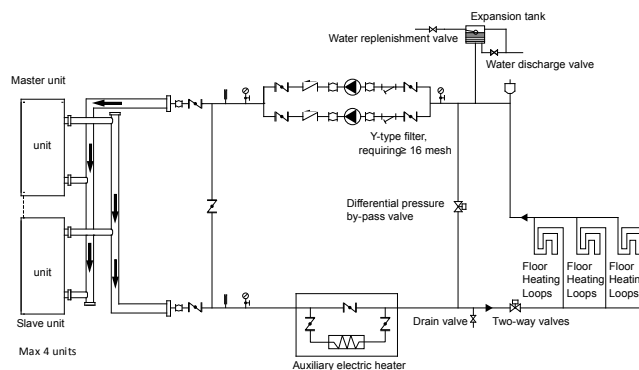 Expansion tank
Water replenishment valve
Water discharge valve
Master unit
unit
Y-type filter,
requiring≥ 16 mesh
Differential pressure
by-pass valve
unit
Floor
Heating
Loops
Floor
Heating
Loops
Floor
Heating
Loops
Slave unit
Drain valve
Two-way valves
Max 4 units
Auxiliary electric heater